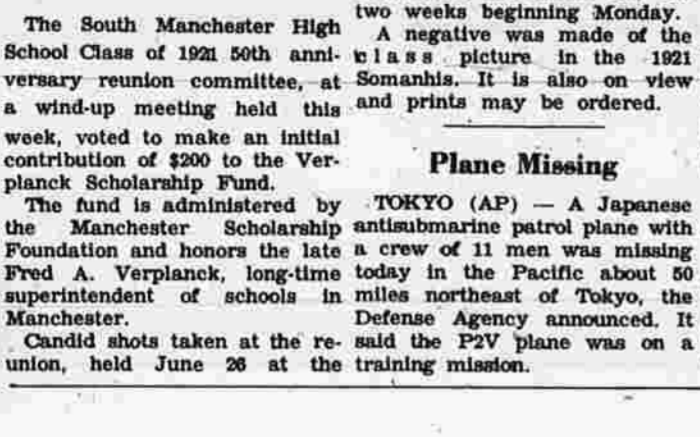 The South Manchester High
School Class of 1921 50th anni-
versary reunion committee, at
a wind-up meeting held this
week, voted to make an initial
contribution of $200 to the Ver-
planck Scholarship Fund.
The fund is administered by
the Manchester Scholarship
Foundation and honors the late
Fred A. Verplanck, long-time
superintendent of schools in
Manchester.
Candid shots taken at the re-
union, held June 26 at the
two weeks beginning Monday.
A negative was made of the
class picture in the 1921
Somanhis. It is also on view
and prints may be ordered.
Plane Missing
TOKYO (AP) — A Japanese
antisubmarine patrol plane with
a crew of 11 men was missing
today in the Pacific about 50
miles northeast of Tokyo, the
Defense Agency announced. It
said the P2V plane was on a
training mission.